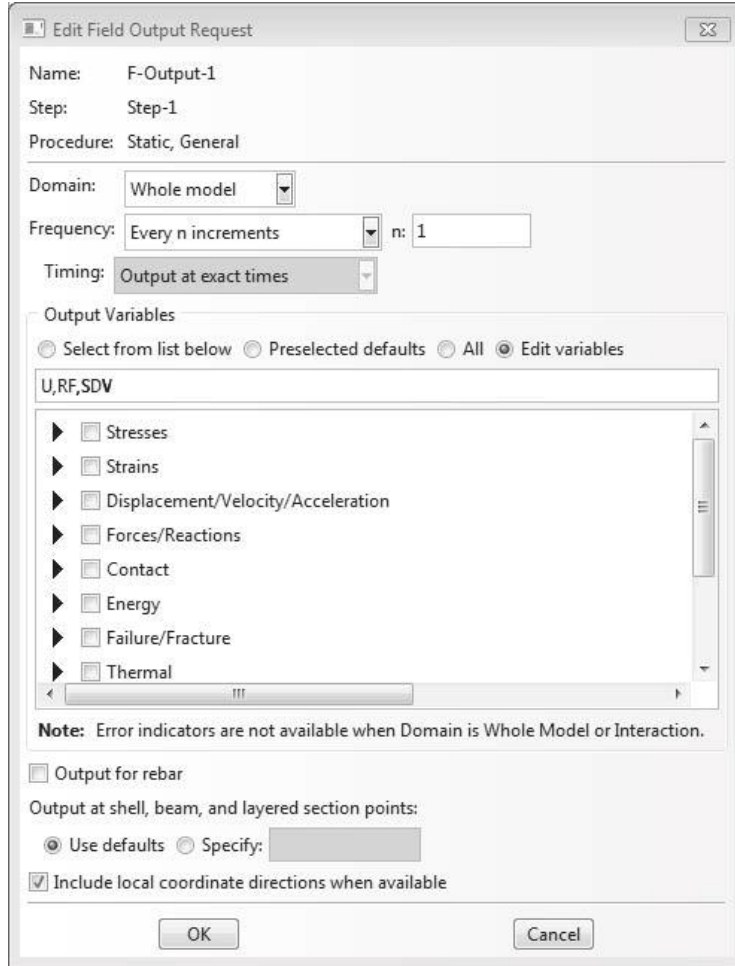 Edit Field Output Request
Name: F-Output-1
Step: Step-1
Procedure: Static, General
Domain: Whole model
Frequency: Every n increments n: 1
Timing: Output at exact times
Output Variables
Select from list below Preselected defaults All Edit variables
U,RF,SDV
Stresses
Strains
Displacement/Velocity/Acceleration
Forces/Reactions
Contact
Energy
Failure/Fracture
Thermal
Note: Error indicators are not available when Domain is Whole Model or Interaction.
Output for rebar
Output at shell, beam, and layered section points:
Use defaults Specify:
Include local coordinate directions when available
OK Cancel